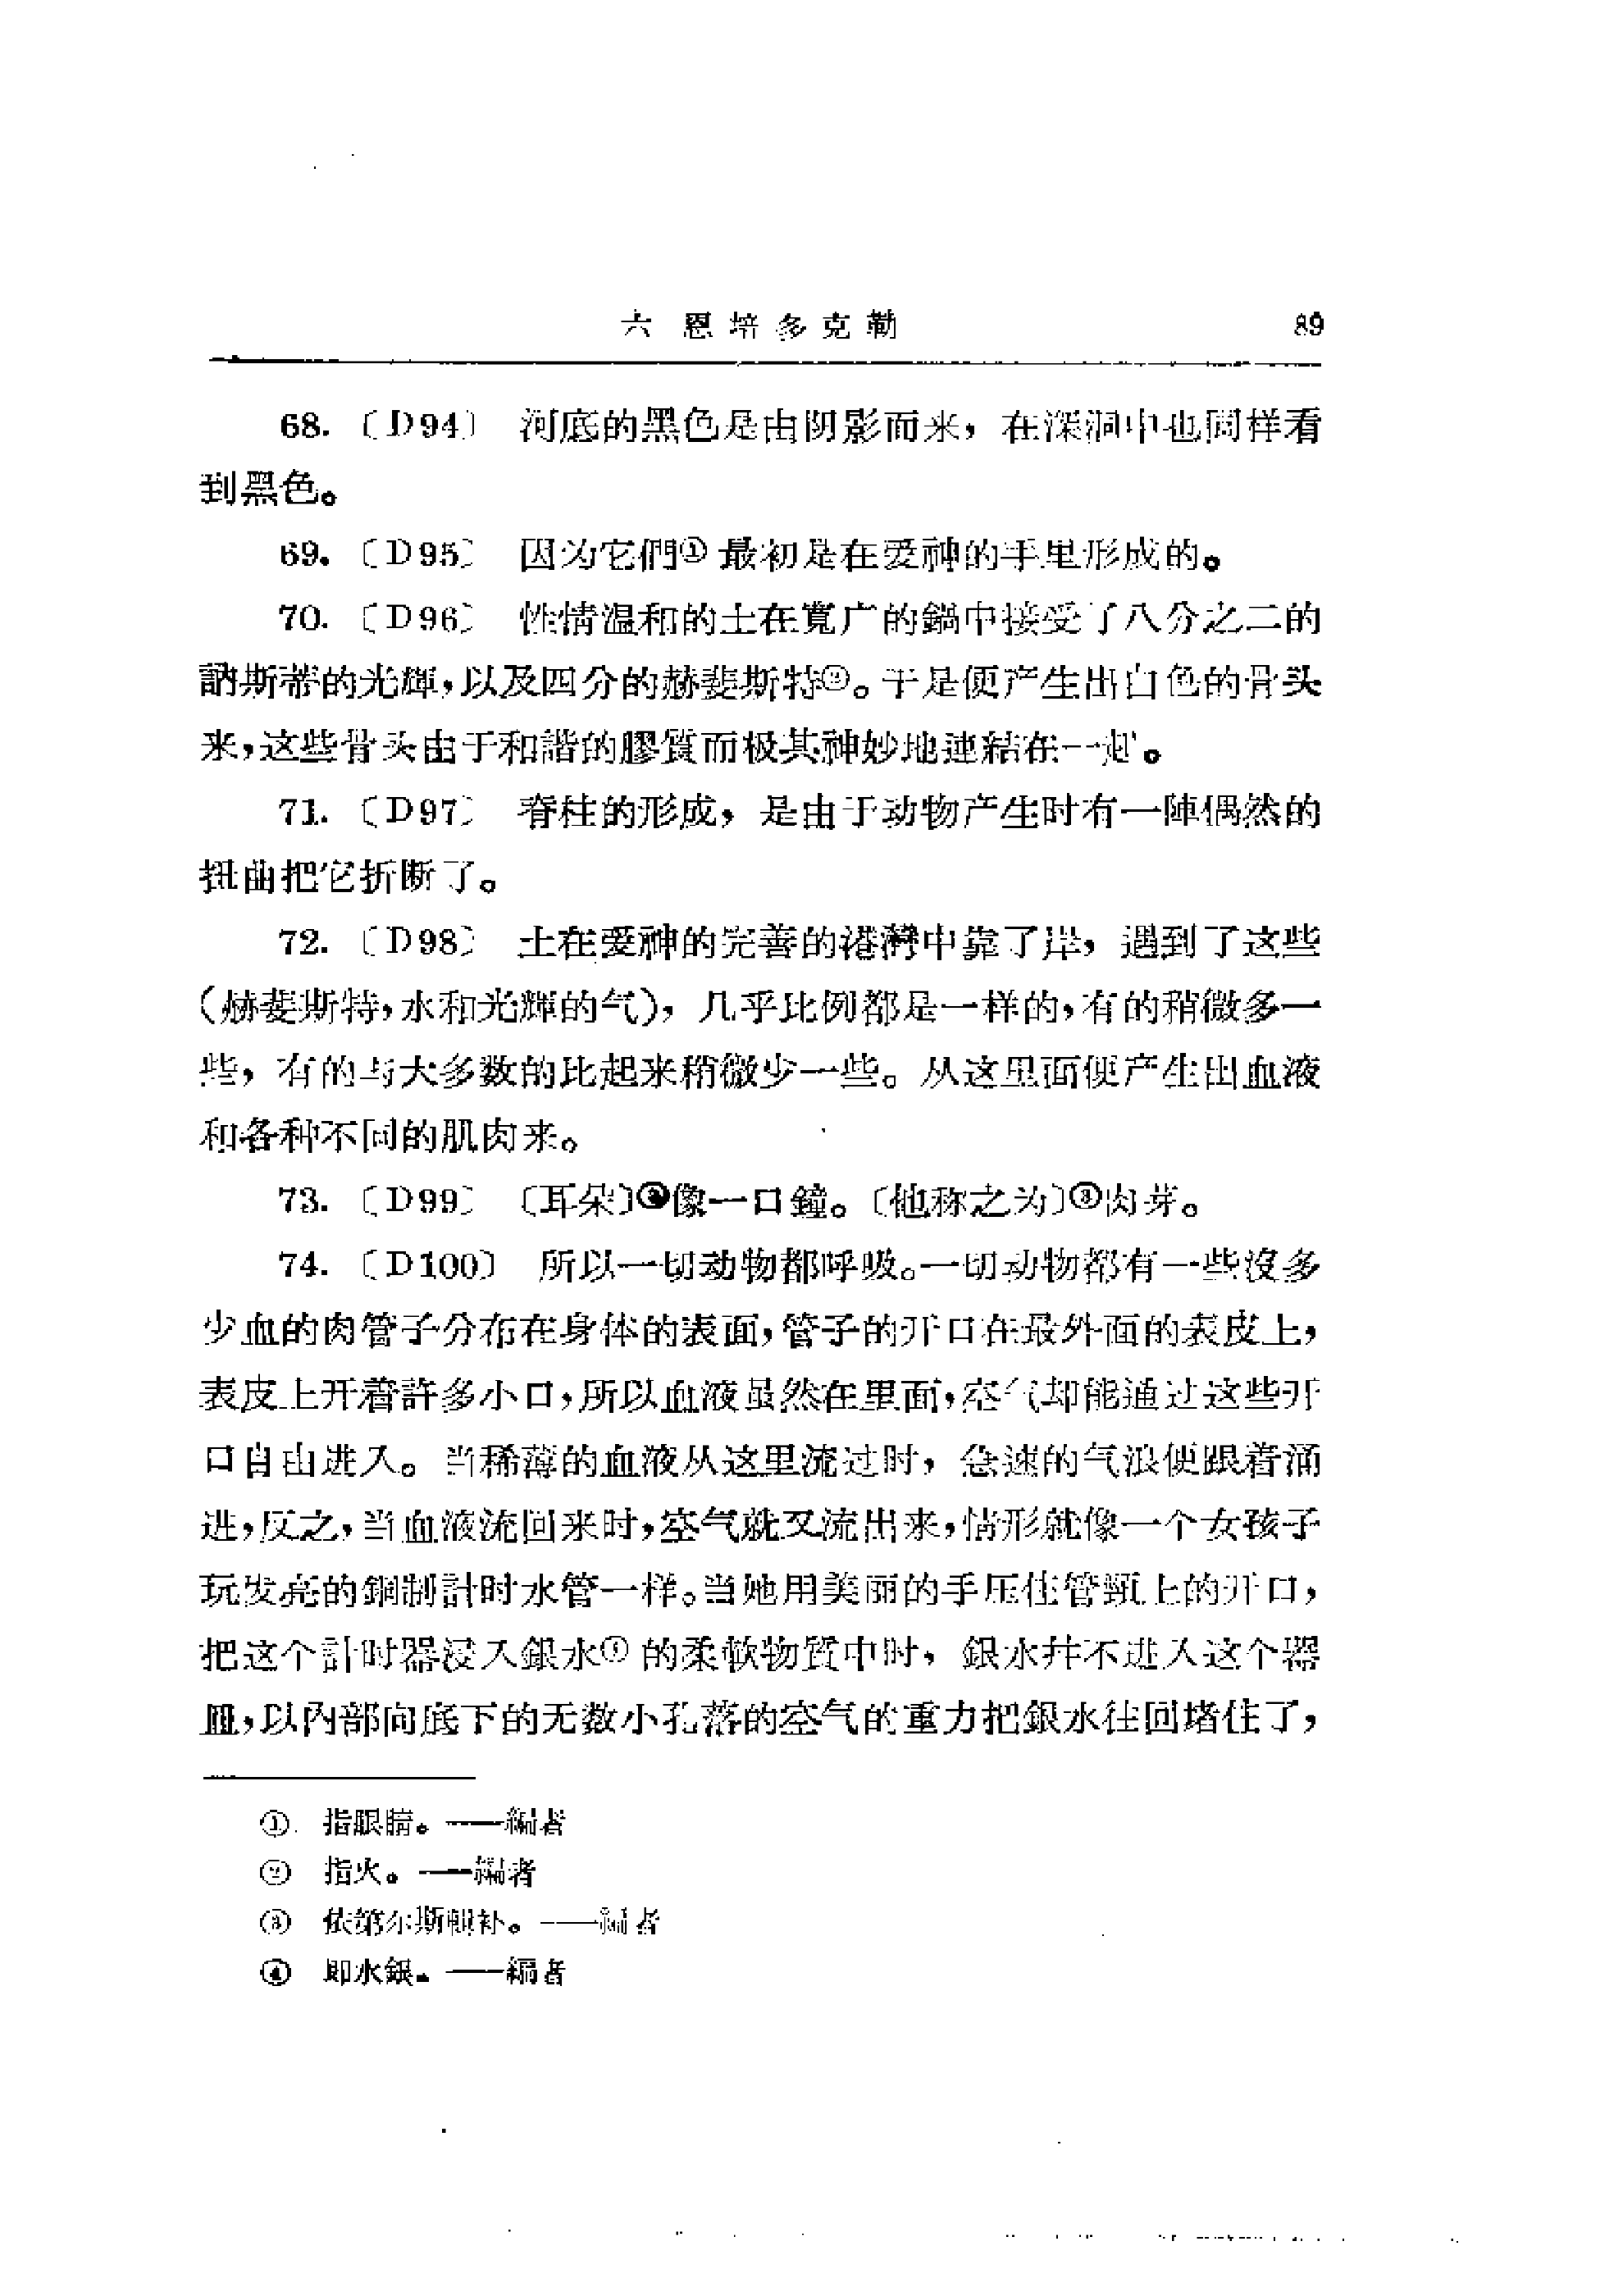 六 恩培多克勒 89
68.〔D94〕 河底的黑色是由阴影而来，在深洞中也同样看
到黑色。
69.〔D95〕 因为它們① 最初是在爱神的手里形成的。
70.〔D96〕 性情温和的土在寬广的鍋中接受了八分之二的
訥斯蒂的光輝，以及四分的赫斐斯特②。于是便产生出白色的骨头
来，这些骨头由于和諧的膠質而极其神妙地連結在一起。
71.〔D97〕 脊柱的形成，是由于动物产生时有一陣偶然的
扭曲把它折断了。
72.〔D98〕 土在爱神的完善的港灣中靠了岸，遇到了这些
（赫斐斯特，水和光輝的气），几乎比例都是一样的，有的稍微多一
些，有的与大多数的比起来稍微少一些。从这里面便产生出血液
和各种不同的肌肉来。
73.〔D99〕 〔耳朵〕③像一口鐘。〔他称之为〕③肉芽。
74.〔D100〕 所以一切动物都呼吸。一切动物都有一些沒多
少血的肉管子分布在身体的表面，管子的开口在最外面的表皮上，
表皮上开着許多小口，所以血液虽然在里面，空气却能通过这些开
口自由进入。当稀薄的血液从这里流过时，急速的气浪便跟着涌
进，反之，当血液流回来时，空气就又流出来，情形就像一个女孩子
玩发亮的銅制計时水管一样。当她用美丽的手压住管頸上的开口，
把这个計时器浸入銀水④ 的柔軟物質中时，銀水并不进入这个器
皿，以內部向底下的无数小孔落的空气的重力把銀水往回堵住了，
① 指眼睛。——編者
② 指火。——編者
③ 依第尔斯輯补。——編者
④ 即水銀。——編者